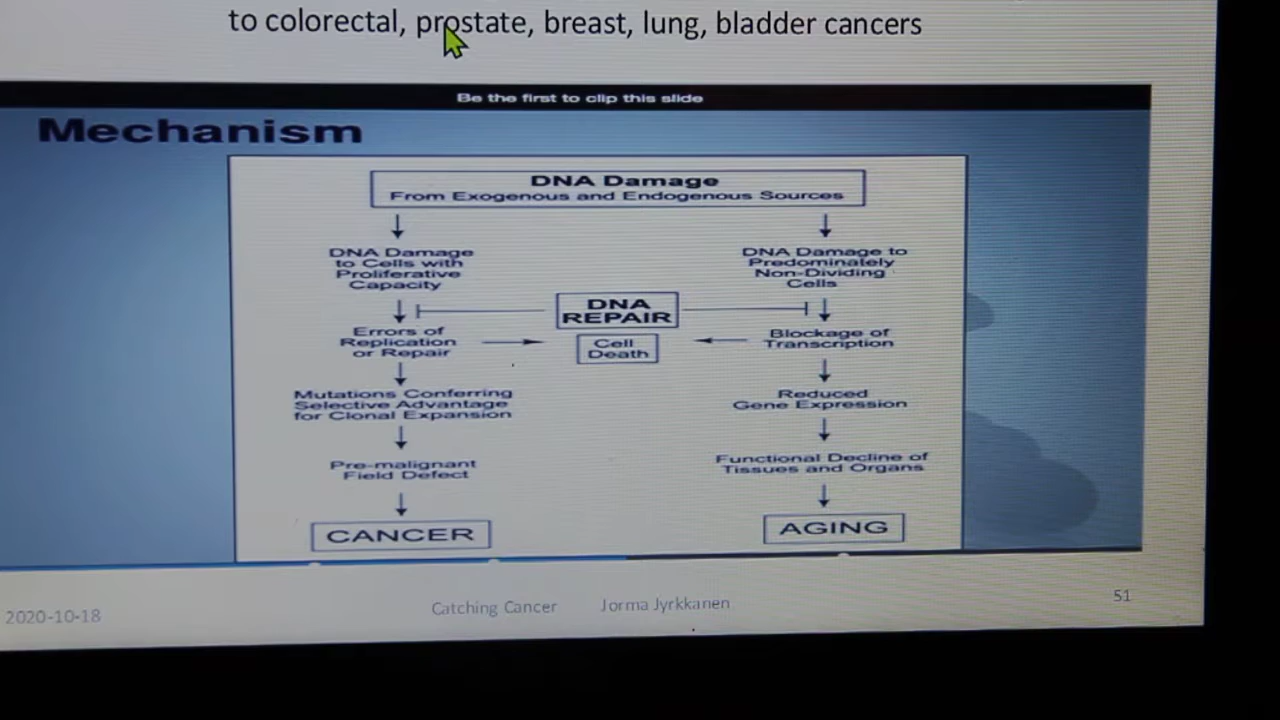 to colorectal, prostate, breast, lung, bladder cancers
Be the first to clip this slide
Mechanism
DNA Damage
From Exogenous and Endogenous Sources
DNA Damage
to Cells with
Proliferative
Capacity
DNA Damage to
Predominately
Non-Dividing
Cells
DNA
REPAIR
Errors of
Replication
or Repair
Cell
Death
Blockage of
Transcription
Mutations Conferring
Selective Advantage
for Clonal Expansion
Reduced
Gene Expression
Pre-malignant
Field Defect
Functional Decline of
Tissues and Organs
CANCER
AGING
2020-10-18
Catching Cancer Jorma Jyrkkanen
51